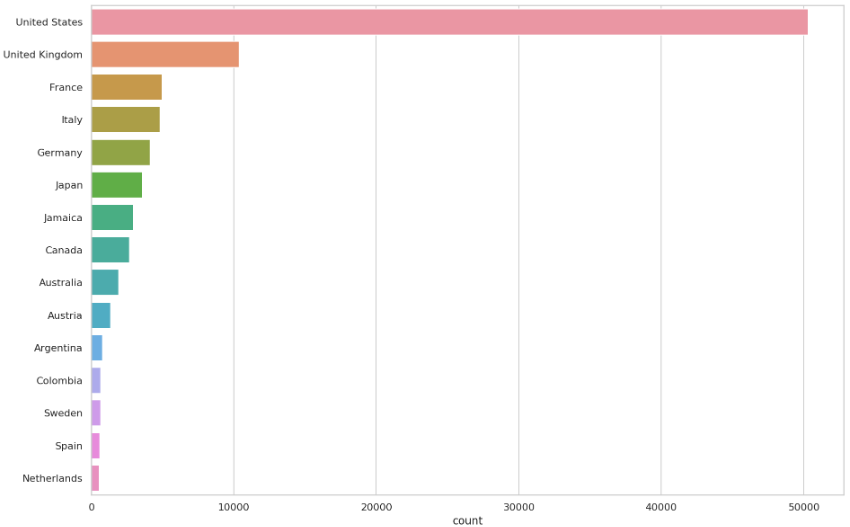 United States
United Kingdom
France
Italy
Germany
Japan
Jamaica
Canada
Australia
Austria
Argentina
Colombia
Sweden
Spain
Netherlands
0 10000 20000 30000 40000 50000
count